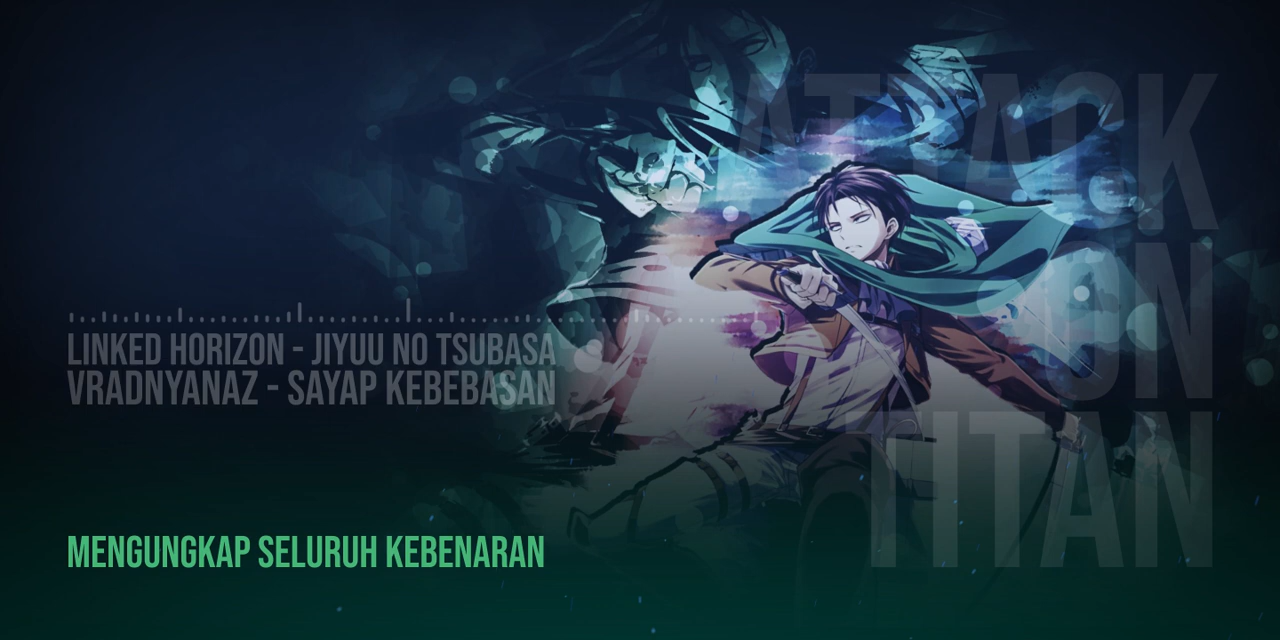 ATTACK
ON
TITAN
LINKED HORIZON - JIYUU NO TSUBASA
VRADNYANAZ - SAYAP KEBEBASAN
MENGUNGKAP SELURUH KEBENARAN